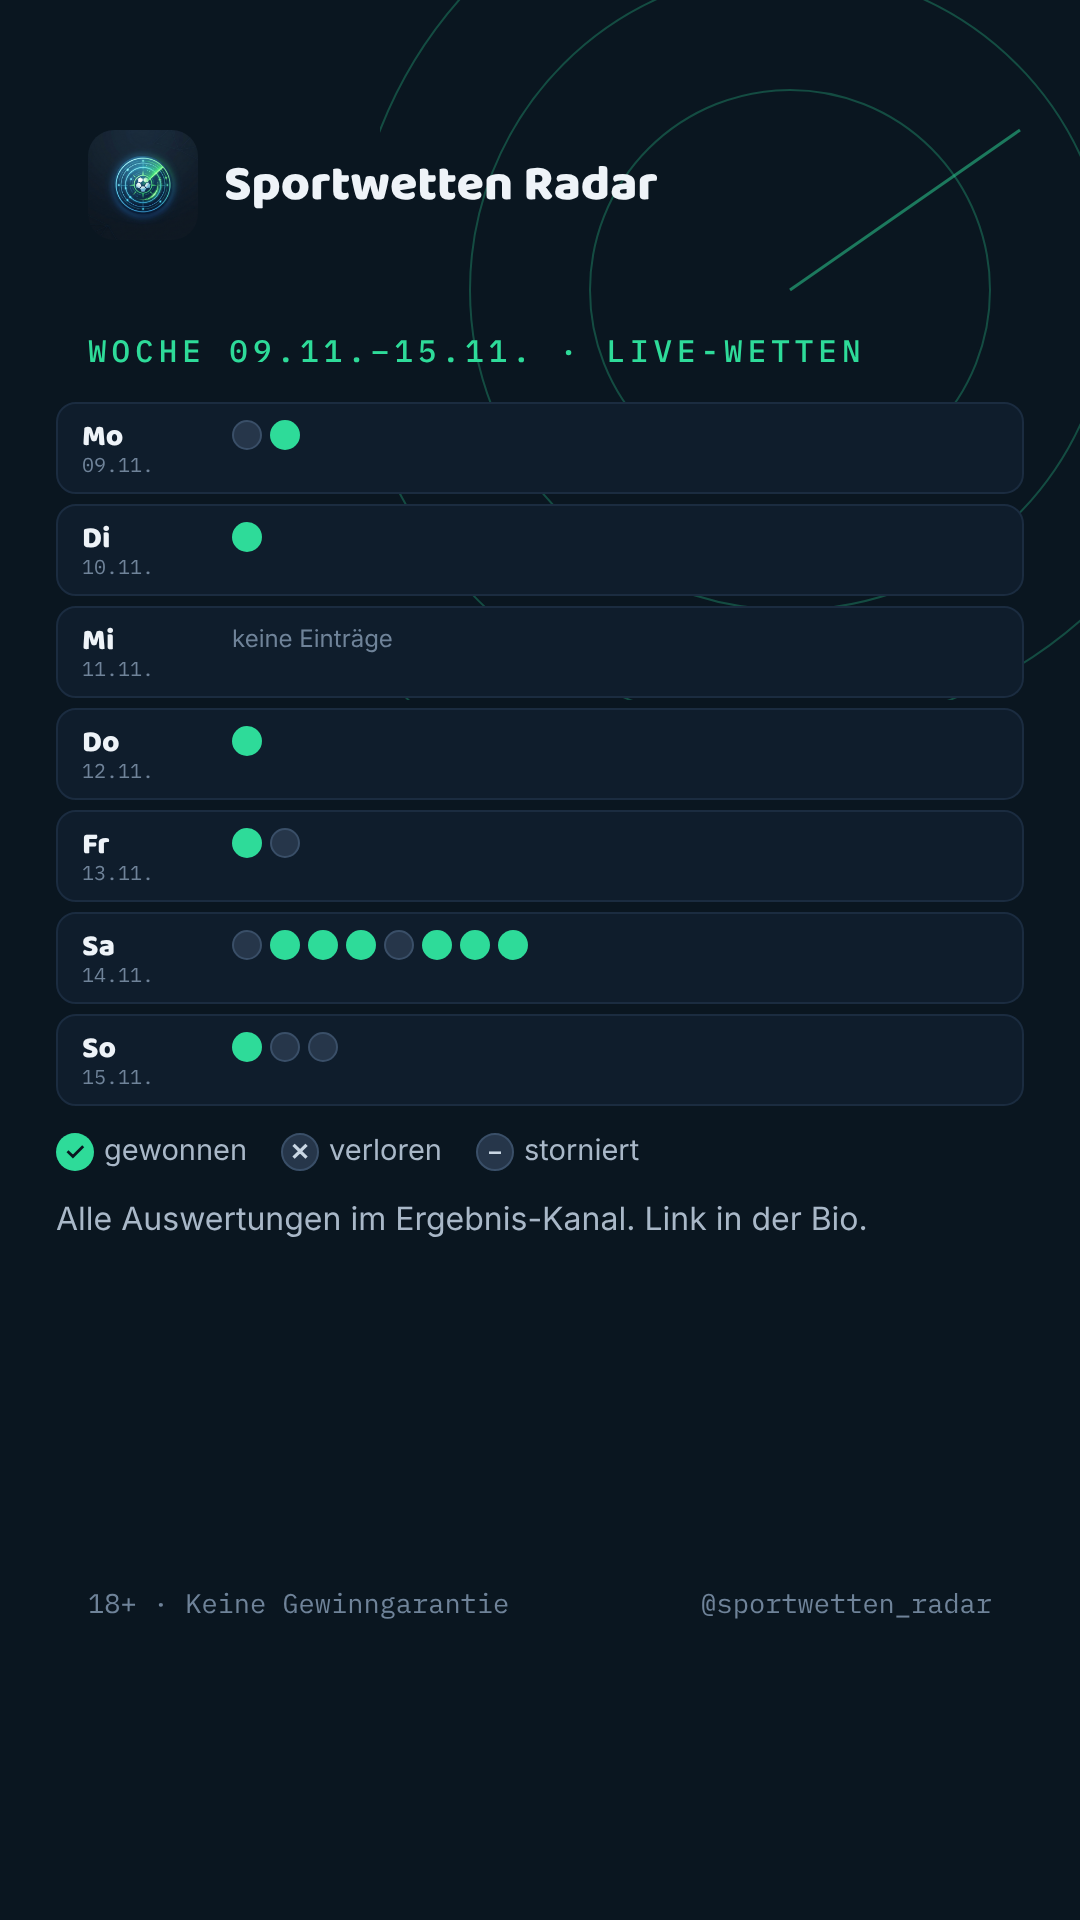 Sportwetten Radar
WOCHE 09.11.–15.11. · LIVE-WETTEN
Mo
09.11.
Di
10.11.
Mi
keine Einträge
11.11.
Do
12.11.
Fr
13.11.
Sa
14.11.
So
15.11.
gewonnen verloren storniert
Alle Auswertungen im Ergebnis-Kanal. Link in der Bio.
18+ · Keine Gewinngarantie @sportwetten_radar